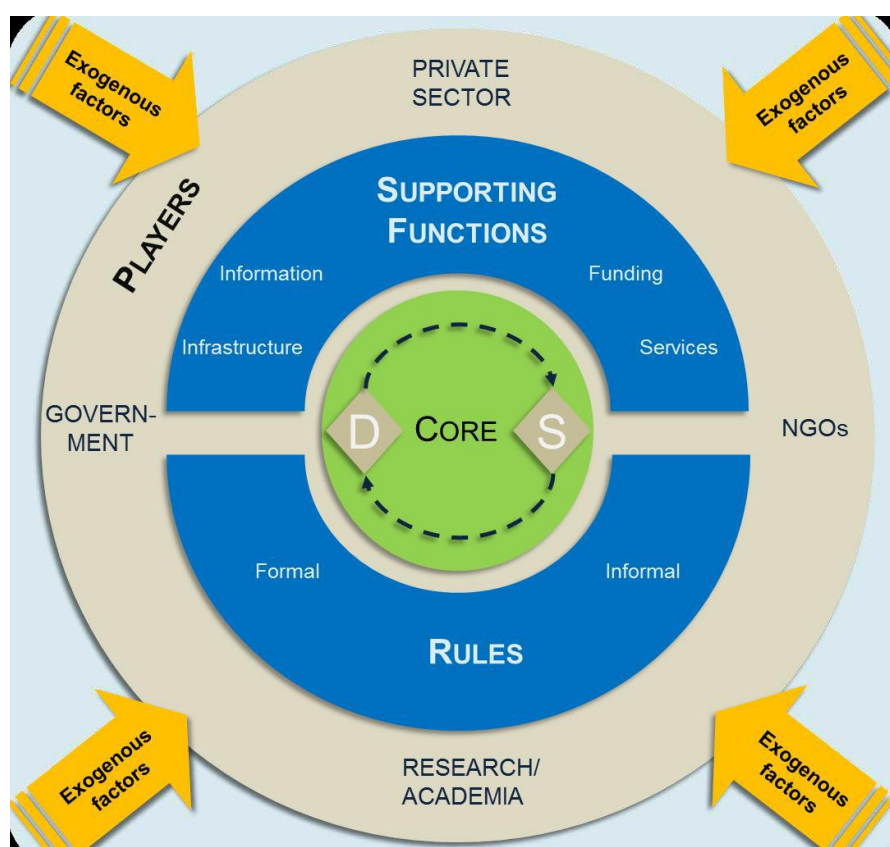 Exogenous
factors
Exogenous
factors
PRIVATE
SECTOR
PLAYERS
SUPPORTING
FUNCTIONS
Information
Funding
Infrastructure
Services
GOVERN-
MENT
D
CORE
S
NGOs
Formal
Informal
RULES
RESEARCH/
ACADEMIA
Exogenous
factors
Exogenous
factors